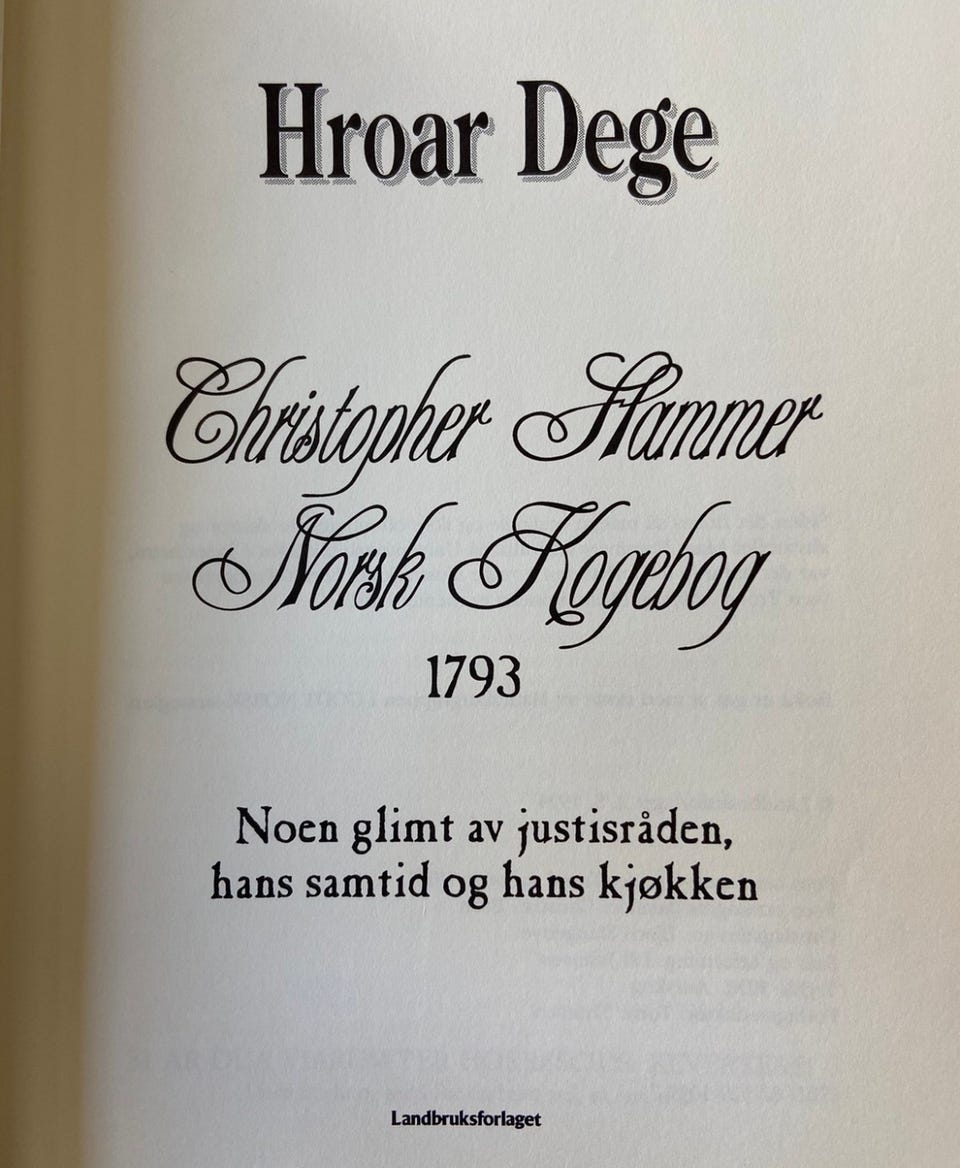 Hroar Dege
Christopher Hammer
Norsk Kogebog
1793
Noen glimt av justisråden,
hans samtid og hans kjøkken
Landbruksforlaget